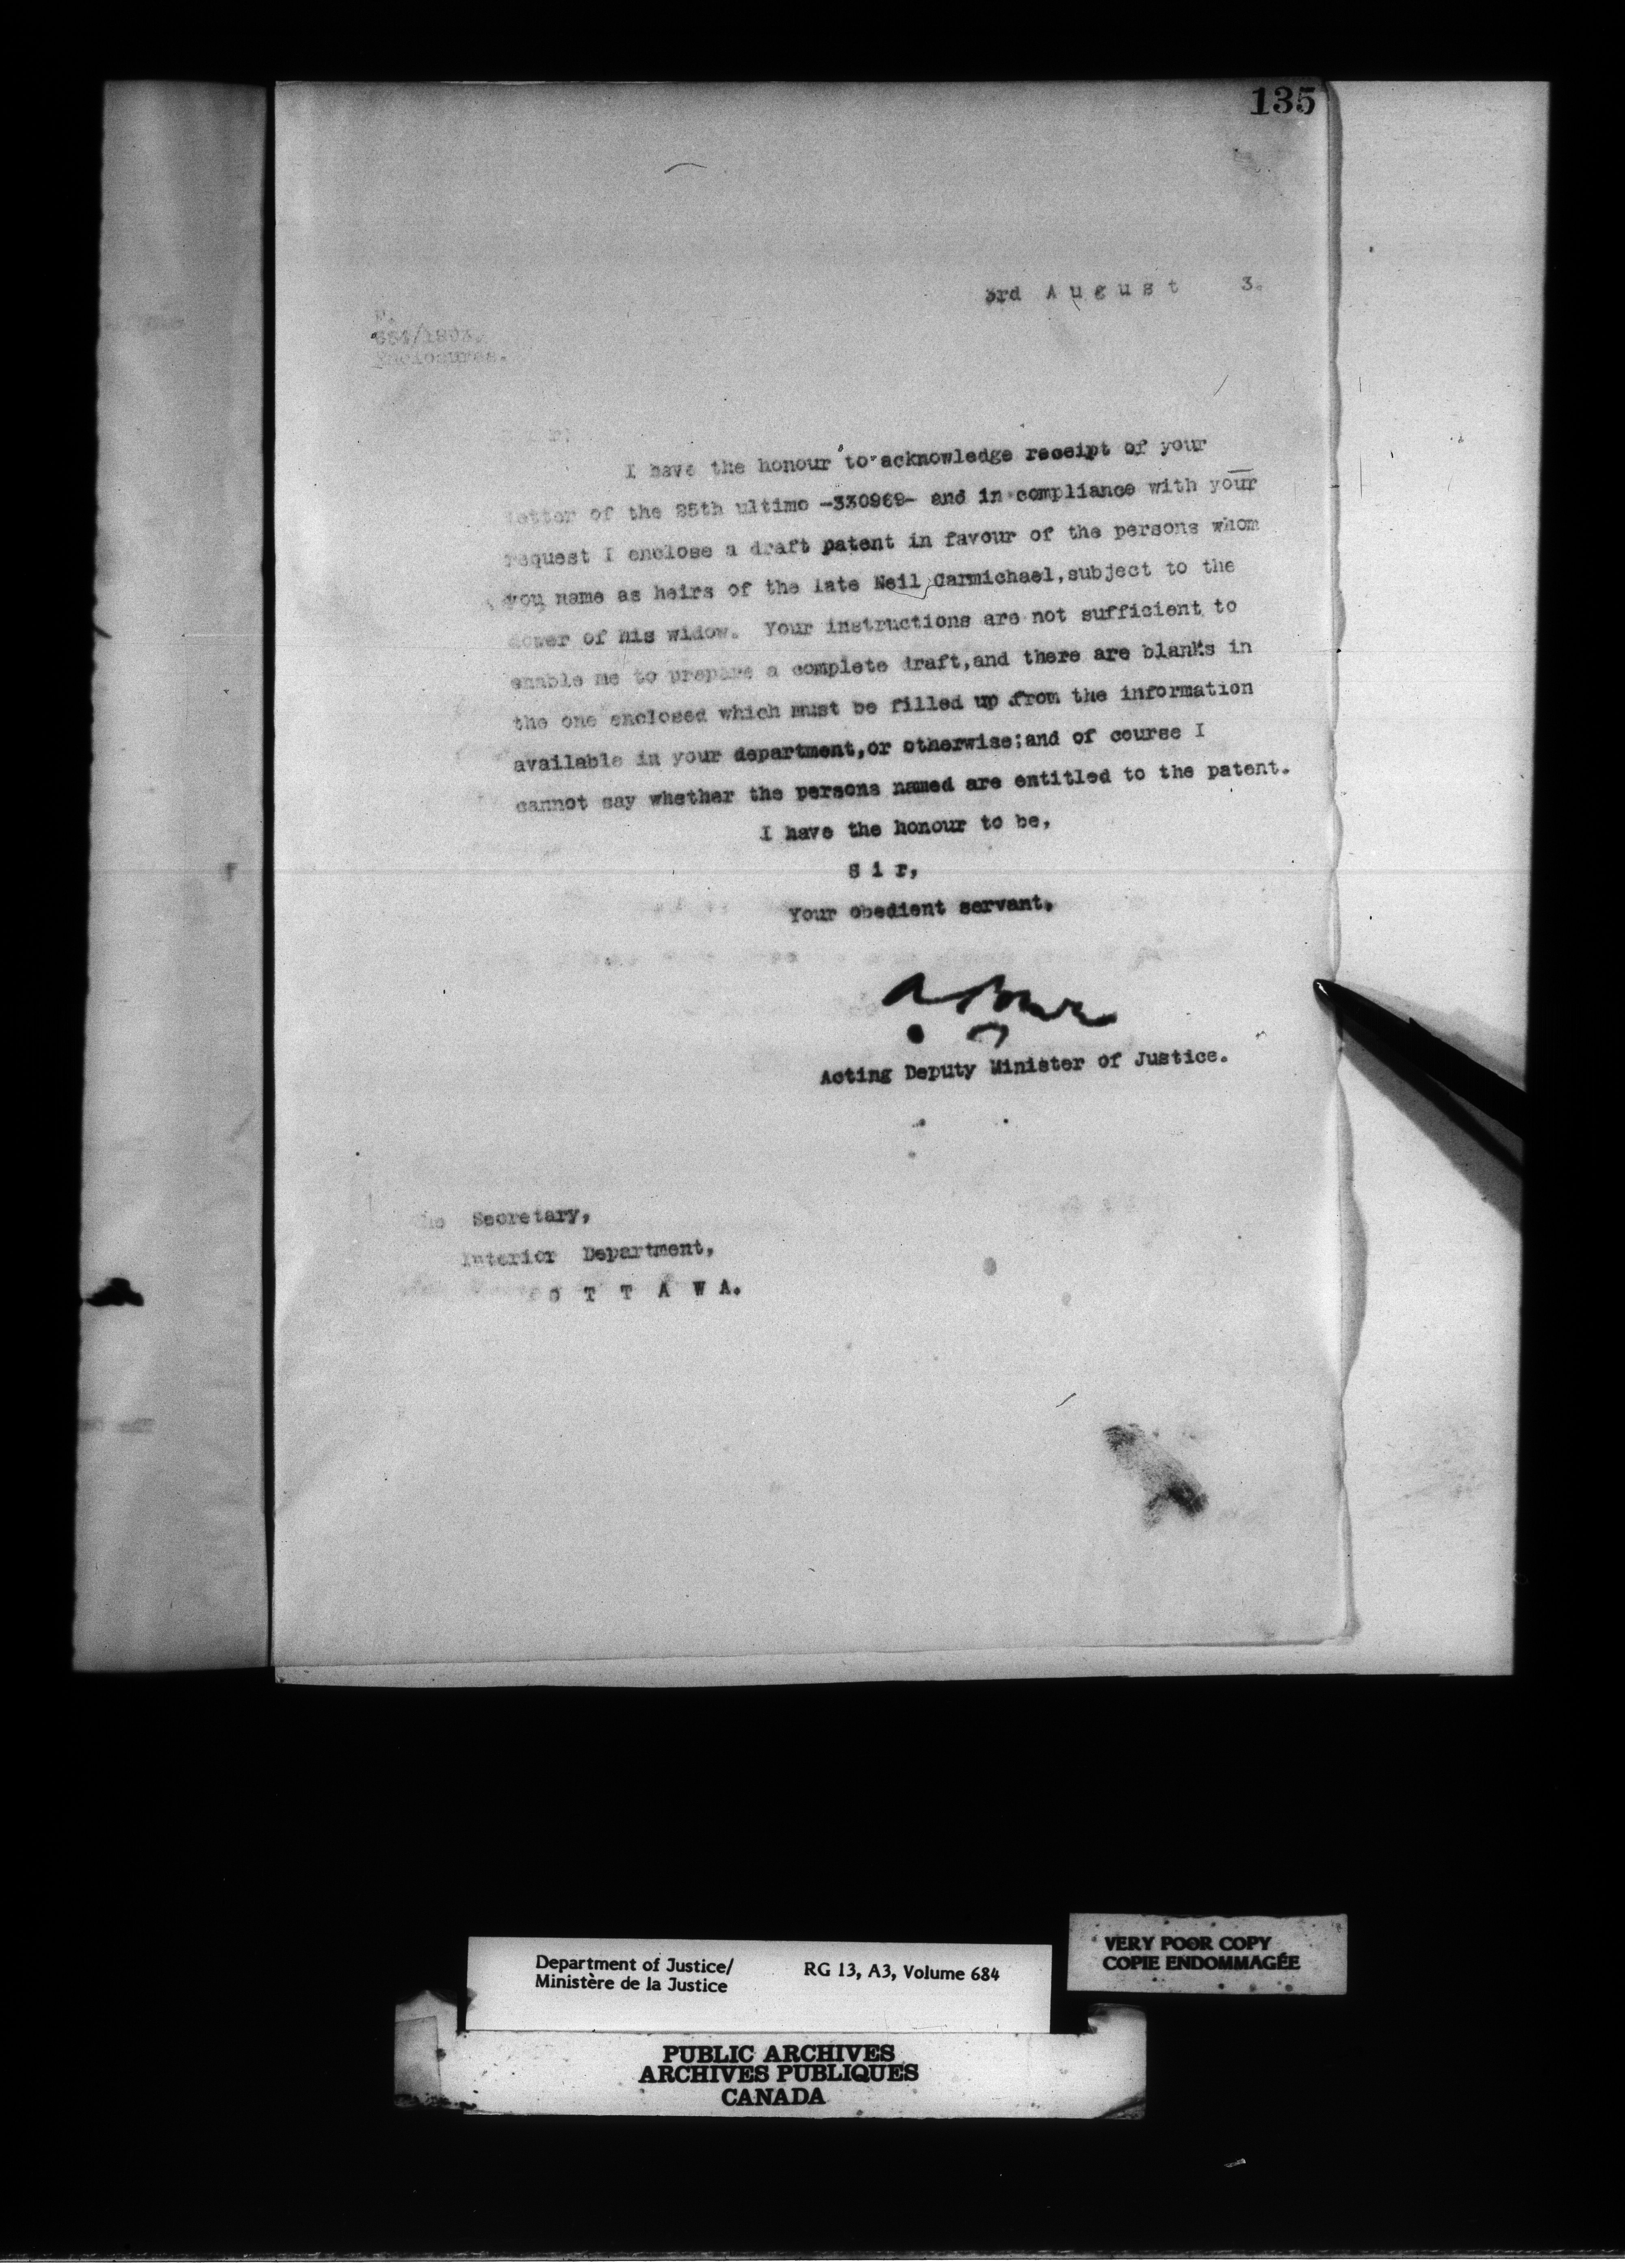 135
3rd August 3.
Enclosures.
I have the honour to acknowledge receipt of your
letter of the 25th ultimo -330969- and in compliance with your
request I enclose a draft patent in favour of the persons whom
you name as heirs of the late Neil Carmichael, subject to the
dower of his widow. Your instructions are not sufficient to
enable me to prepare a complete draft, and there are blanks in
the one enclosed which must be filled up from the information
available in your department, or otherwise; and of course I
cannot say whether the persons named are entitled to the patent.
I have the honour to be,
Sir,
Your obedient servant.
Acting Deputy Minister of Justice.
Secretary,
Interior Department,
OTTAWA.
Department of Justice/
Ministère de la Justice
RG 13, A3, Volume 684
VERY POOR COPY
COPIE ENDOMMAGÉE
PUBLIC ARCHIVES
ARCHIVES PUBLIQUES
CANADA